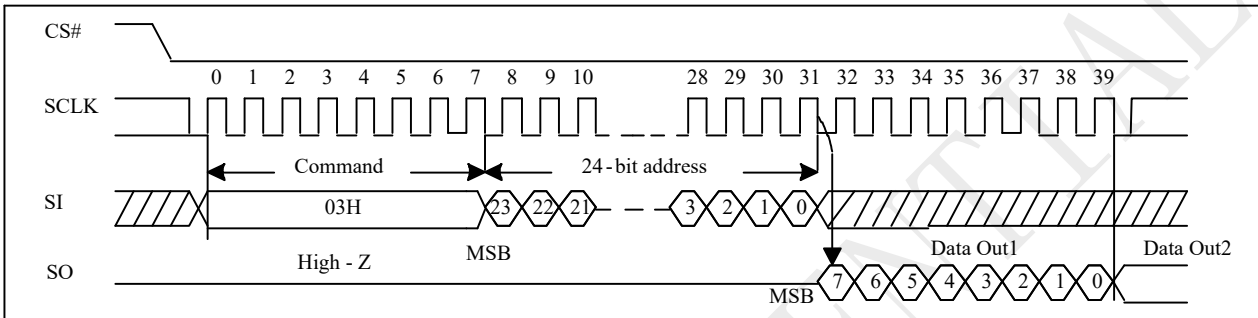 CS#
0 1 2 3 4 5 6 7 8 9 10 28 29 30 31 32 33 34 35 36 37 38 39
SCLK
Command 24-bit address
SI 03H 23 22 21 3 2 1 0
MSB Data Out1 Data Out2
High - Z
SO
MSB 7 6 5 4 3 2 1 0